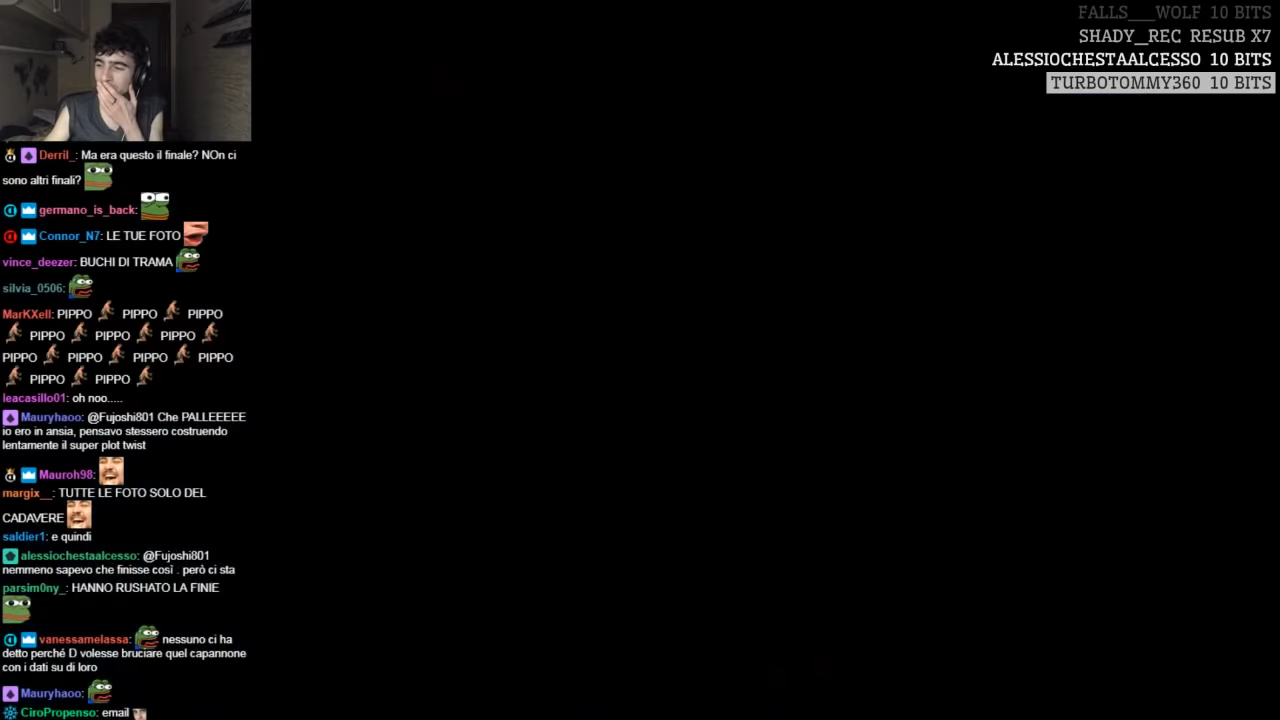 FALLS___WOLF 10 BITS
SHADY_REC RESUB X7
ALESSIOCHESTAALCESSO 10 BITS
TURBOTOMMY360 10 BITS
Derril_: Ma era questo il finale? NOn ci
sono altri finali?
germano_is_back:
Connor_N7: LE TUE FOTO
vince_deezer: BUCHI DI TRAMA
silvia_0506:
MarKXell: PIPPO PIPPO PIPPO
PIPPO PIPPO PIPPO
PIPPO PIPPO PIPPO PIPPO
PIPPO PIPPO
leacasillo01: oh noo.....
Mauryhaoo: @Fujoshi801 Che PALLEEEEE
io ero in ansia, pensavo stessero costruendo
lentamente il super plot twist
Mauroh98:
margix__: TUTTE LE FOTO SOLO DEL
CADAVERE
saldier1: e quindi
alessiochestaalcesso: @Fujoshi801
nemmeno sapevo che finisse così . però ci sta
parsim0ny_: HANNO RUSHATO LA FINIE
vanessamelassa: nessuno ci ha
detto perché D volesse bruciare quel capannone
con i dati su di loro
Mauryhaoo:
CiroPropenso: email